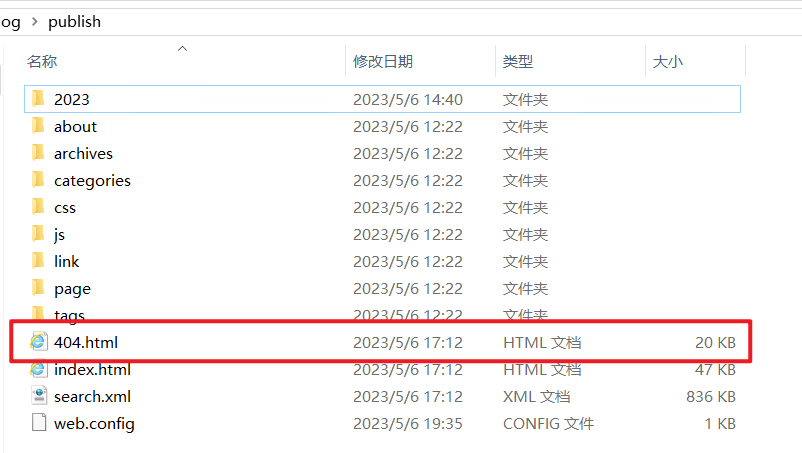 og > publish
名称 修改日期 类型 大小
2023 2023/5/6 14:40 文件夹
about 2023/5/6 12:22 文件夹
archives 2023/5/6 12:22 文件夹
categories 2023/5/6 12:22 文件夹
css 2023/5/6 12:22 文件夹
js 2023/5/6 12:22 文件夹
link 2023/5/6 12:22 文件夹
page 2023/5/6 12:22 文件夹
tags 2023/5/6 12:22 文件夹
404.html 2023/5/6 17:12 HTML 文档 20 KB
index.html 2023/5/6 17:12 HTML 文档 47 KB
search.xml 2023/5/6 17:12 XML 文档 836 KB
web.config 2023/5/6 19:35 CONFIG 文件 1 KB